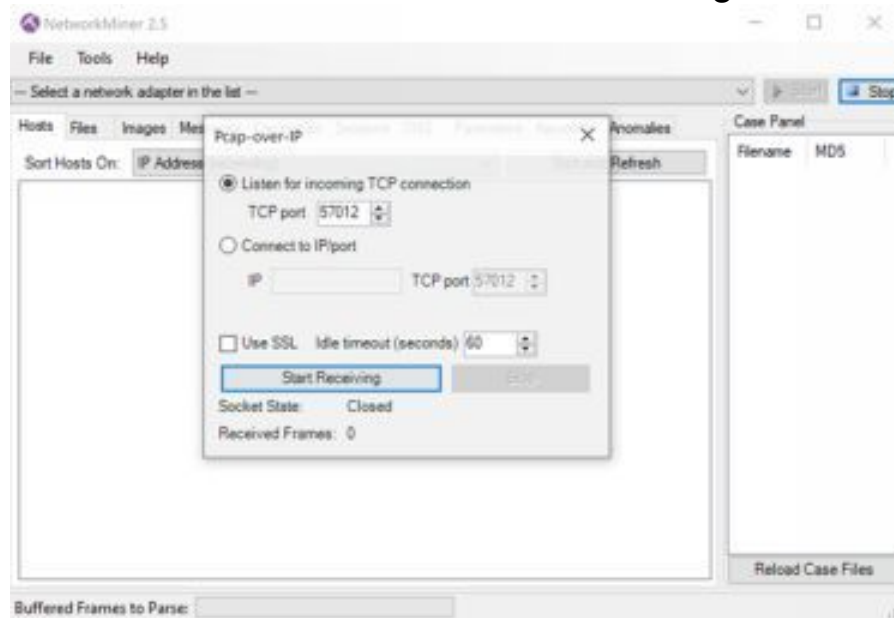 NetworkMiner 2.5
File Tools Help
-- Select a network adapter in the list --
Start Stop
Hosts Files Images Mes
Anomalies
Sort Hosts On: IP Address
Refresh
Pcap-over-IP
Listen for incoming TCP connection
TCP port 57012
Connect to IP/port
IP TCP port 57012
Use SSL Idle timeout (seconds) 60
Start Receiving
Socket State: Closed
Received Frames: 0
Case Panel
Filename MD5
Reload Case Files
Buffered Frames to Parse: